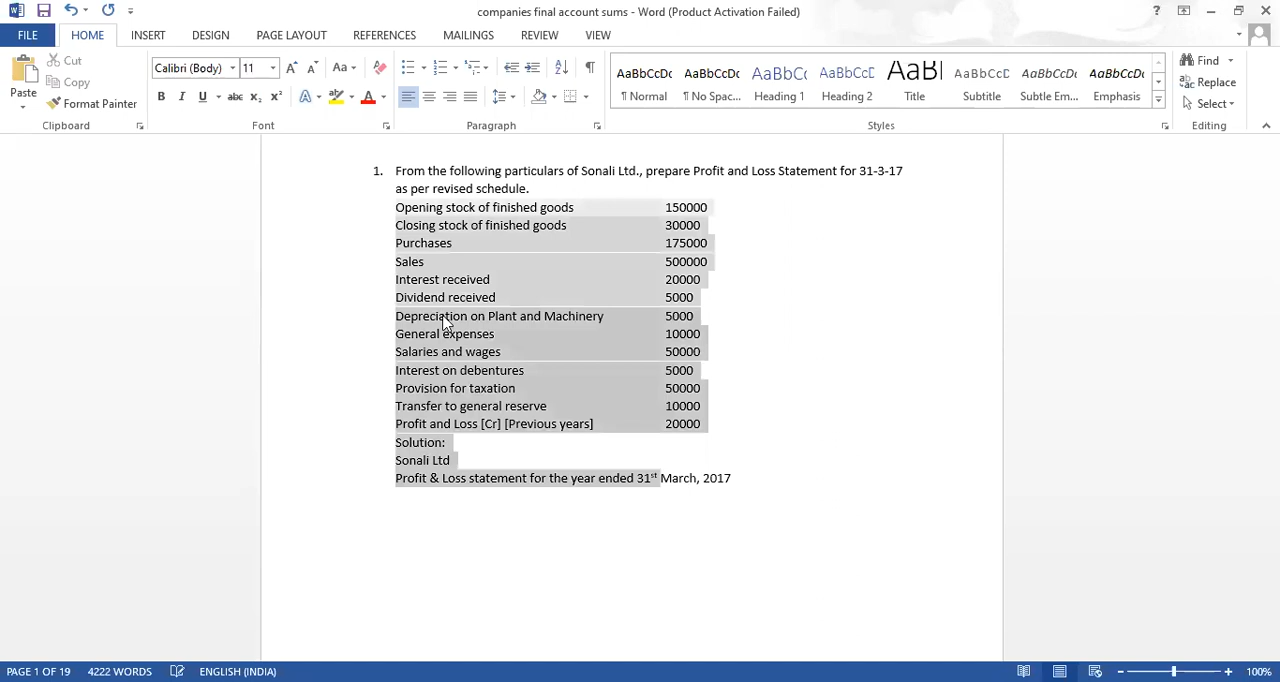 companies final account sums - Word (Product Activation Failed)
FILE HOME INSERT DESIGN PAGE LAYOUT REFERENCES MAILINGS REVIEW VIEW
Paste
Cut
Copy
Format Painter
Clipboard
Calibri (Body) 11
Font
Paragraph
AaBbCcDc AaBbCcDc AaBbCc AaBbCcD AaBl AaBbCcD AaBbCcDc AaBbCcDc
¶ Normal ¶ No Spac... Heading 1 Heading 2 Title Subtitle Subtle Em... Emphasis
Styles
Find
Replace
Select
Editing
1. From the following particulars of Sonali Ltd., prepare Profit and Loss Statement for 31-3-17
as per revised schedule.
Opening stock of finished goods 150000
Closing stock of finished goods 30000
Purchases 175000
Sales 500000
Interest received 20000
Dividend received 5000
Depreciation on Plant and Machinery 5000
General expenses 10000
Salaries and wages 50000
Interest on debentures 5000
Provision for taxation 50000
Transfer to general reserve 10000
Profit and Loss [Cr] [Previous years] 20000
Solution:
Sonali Ltd
Profit & Loss statement for the year ended 31st March, 2017
PAGE 1 OF 19 4222 WORDS ENGLISH (INDIA) 100%